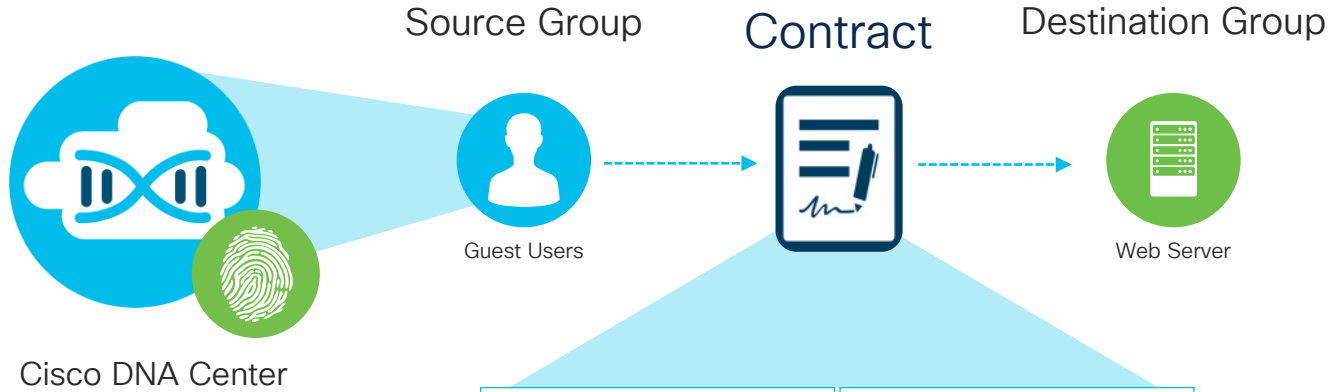 Source Group
Contract
Destination Group
Guest Users
Web Server
Cisco DNA Center